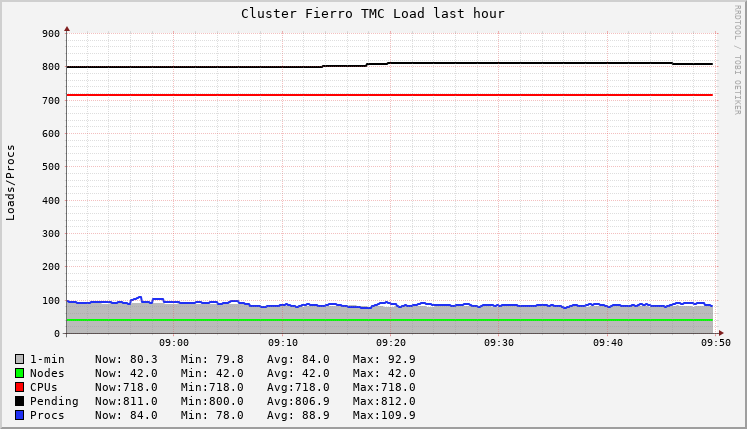 Cluster Fierro TMC Load last hour
RRDTOOL / TOBI OETIKER
Loads/Procs
900
800
700
600
500
400
300
200
100
0
09:00 09:10 09:20 09:30 09:40 09:50
1-min Now: 80.3 Min: 79.8 Avg: 84.0 Max: 92.9
Nodes Now: 42.0 Min: 42.0 Avg: 42.0 Max: 42.0
CPUs Now:718.0 Min:718.0 Avg:718.0 Max:718.0
Pending Now:811.0 Min:800.0 Avg:806.9 Max:812.0
Procs Now: 84.0 Min: 78.0 Avg: 88.9 Max:109.9